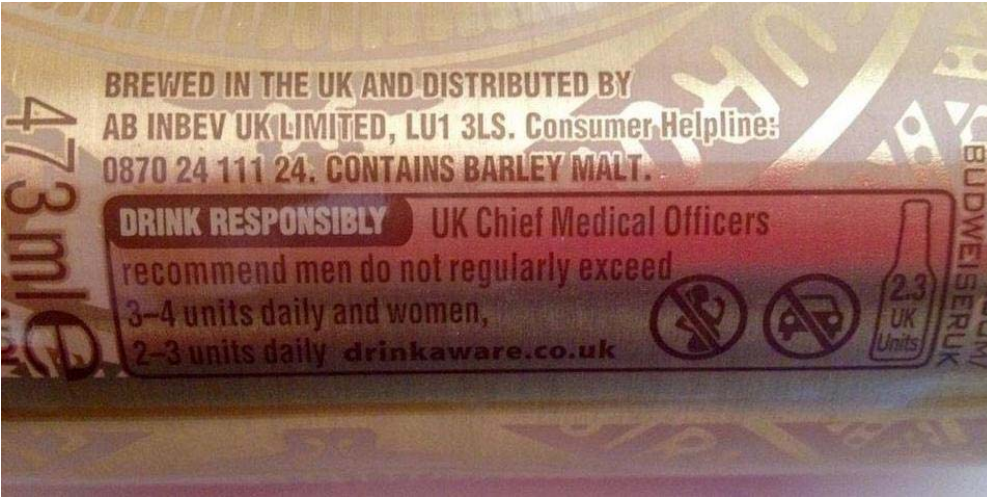 BREWED IN THE UK AND DISTRIBUTED BY
AB INBEV UK LIMITED, LU1 3LS. Consumer Helpline:
0870 24 111 24. CONTAINS BARLEY MALT.
DRINK RESPONSIBLY UK Chief Medical Officers
recommend men do not regularly exceed
3–4 units daily and women,
2–3 units daily drinkaware.co.uk
2.3
UK
Units
473ml e
BUDWEISERUK